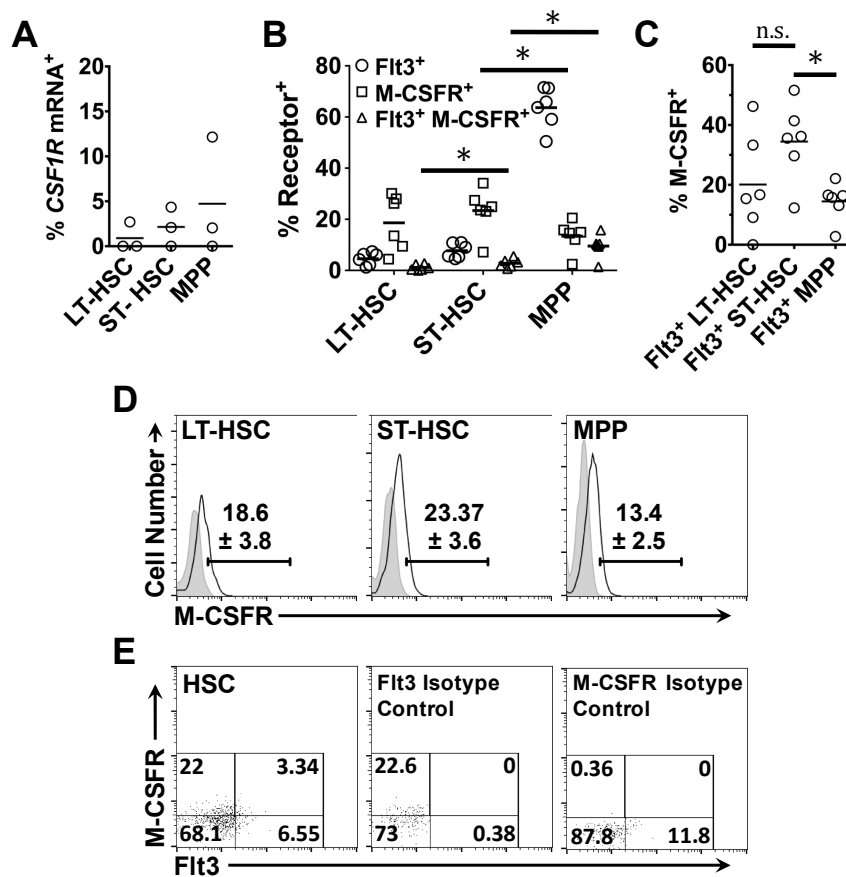 A
% CSF1R mRNA+
20
15
10
5
0
LT-HSC
ST- HSC
MPP
B
% Receptor+
80
60
40
20
0
Flt3+
M-CSFR+
Flt3+ M-CSFR+
*
*
*
LT-HSC
ST-HSC
MPP
C
n.s.
*
% M-CSFR+
60
40
20
0
Flt3+ LT-HSC
Flt3+ ST-HSC
Flt3+ MPP
D
Cell Number
LT-HSC
18.6
± 3.8
ST-HSC
23.37
± 3.6
MPP
13.4
± 2.5
M-CSFR
E
M-CSFR
HSC
22 3.34
68.1 6.55
Flt3 Isotype
Control
22.6 0
73 0.38
M-CSFR Isotype
Control
0.36 0
87.8 11.8
Flt3